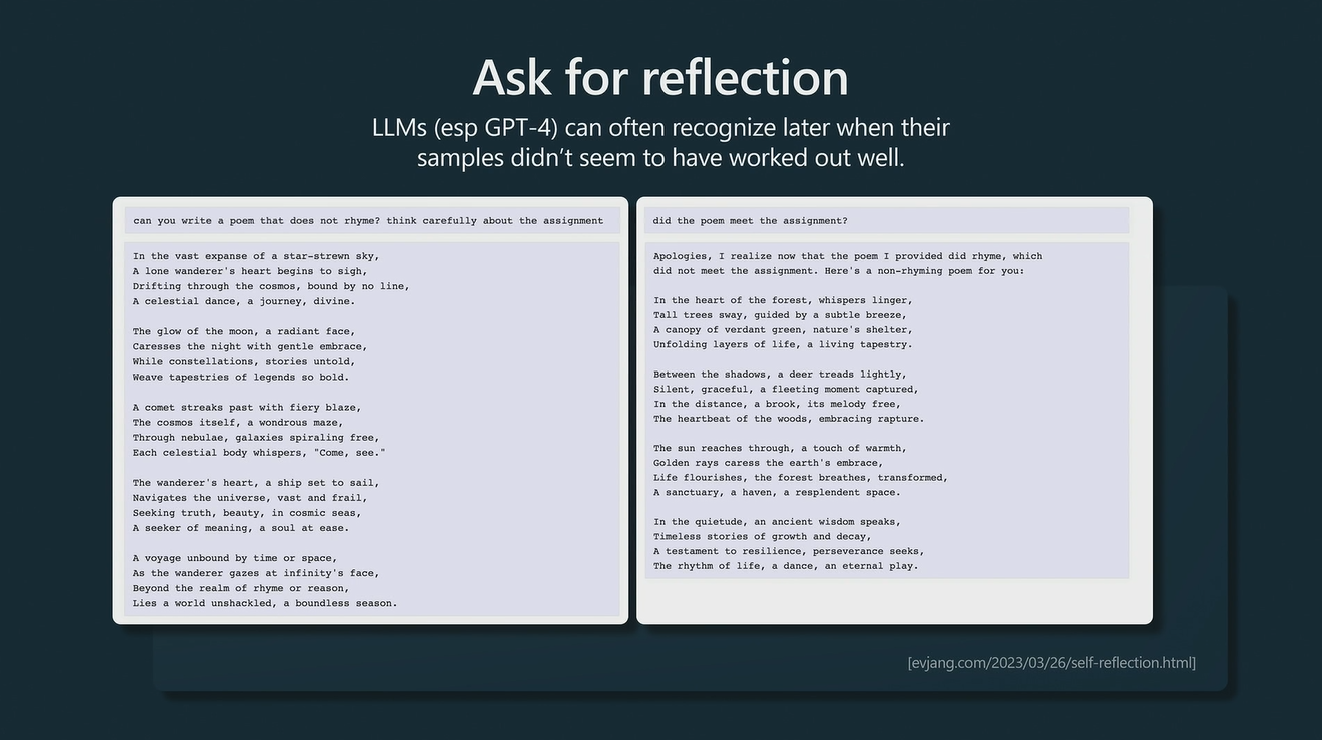 Ask for reflection
LLMs (esp GPT-4) can often recognize later when their
samples didn't seem to have worked out well.
can you write a poem that does not rhyme? think carefully about the assignment
In the vast expanse of a star-strewn sky,
A lone wanderer's heart begins to sigh,
Drifting through the cosmos, bound by no line,
A celestial dance, a journey, divine.
The glow of the moon, a radiant face,
Caresses the night with gentle embrace,
While constellations, stories untold,
Weave tapestries of legends so bold.
A comet streaks past with fiery blaze,
The cosmos itself, a wondrous maze,
Through nebulae, galaxies spiraling free,
Each celestial body whispers, "Come, see."
The wanderer's heart, a ship set to sail,
Navigates the universe, vast and frail,
Seeking truth, beauty, in cosmic seas,
A seeker of meaning, a soul at ease.
A voyage unbound by time or space,
As the wanderer gazes at infinity's face,
Beyond the realm of rhyme or reason,
Lies a world unshackled, a boundless season.
did the poem meet the assignment?
Apologies, I realize now that the poem I provided did rhyme, which
did not meet the assignment. Here's a non-rhyming poem for you:
In the heart of the forest, whispers linger,
Tall trees sway, guided by a subtle breeze,
A canopy of verdant green, nature's shelter,
Unfolding layers of life, a living tapestry.
Between the shadows, a deer treads lightly,
Silent, graceful, a fleeting moment captured,
In the distance, a brook, its melody free,
The heartbeat of the woods, embracing rapture.
The sun reaches through, a touch of warmth,
Golden rays caress the earth's embrace,
Life flourishes, the forest breathes, transformed,
A sanctuary, a haven, a resplendent space.
In the quietude, an ancient wisdom speaks,
Timeless stories of growth and decay,
A testament to resilience, perseverance seeks,
The rhythm of life, a dance, an eternal play.
[evjang.com/2023/03/26/self-reflection.html]